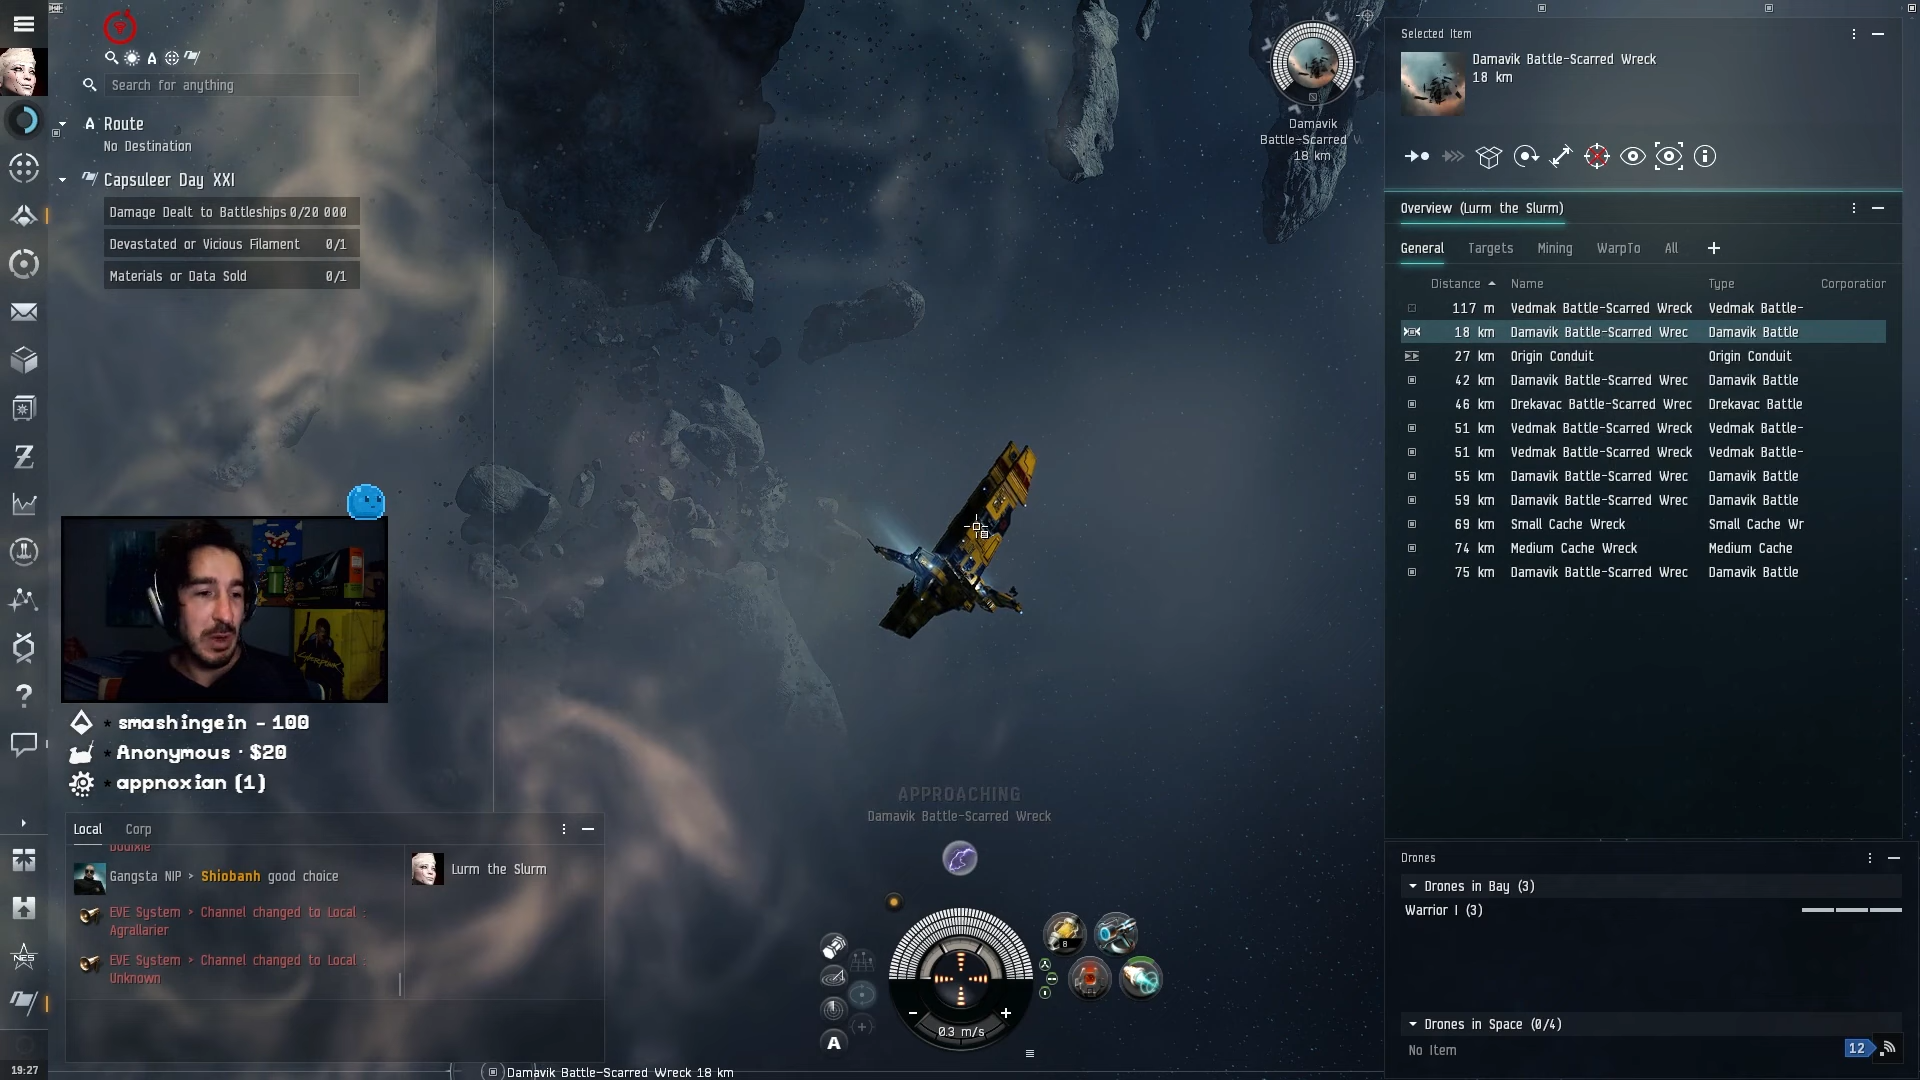 Search for anything
A Route
No Destination
Capsuleer Day XXI
Damage Dealt to Battleships 0/20 000
Devastated or Vicious Filament 0/1
Materials or Data Sold 0/1
smashingein - 100
Anonymous · $20
appnoxian (1)
Local Corp
Gangsta NIP > Shiobanh good choice
EVE System > Channel changed to Local :
Agrallarier
EVE System > Channel changed to Local :
Unknown
Lurm the Slurm
NES
19:27
Damavik
Battle-Scarred
18 km
APPROACHING
Damavik Battle-Scarred Wreck
8
0.3 m/s
A
Damavik Battle-Scarred Wreck 18 km
Selected Item
Damavik Battle-Scarred Wreck
18 km
Overview (Lurm the Slurm)
General Targets Mining WarpTo All +
Distance Name Type Corporation
117 m Vedmak Battle-Scarred Wreck Vedmak Battle-
18 km Damavik Battle-Scarred Wrec Damavik Battle
27 km Origin Conduit Origin Conduit
42 km Damavik Battle-Scarred Wrec Damavik Battle
46 km Drekavac Battle-Scarred Wrec Drekavac Battle
51 km Vedmak Battle-Scarred Wreck Vedmak Battle-
51 km Vedmak Battle-Scarred Wreck Vedmak Battle-
55 km Damavik Battle-Scarred Wrec Damavik Battle
59 km Damavik Battle-Scarred Wrec Damavik Battle
69 km Small Cache Wreck Small Cache Wr
74 km Medium Cache Wreck Medium Cache
75 km Damavik Battle-Scarred Wrec Damavik Battle
Drones
Drones in Bay (3)
Warrior I (3)
Drones in Space (0/4)
No Item
12